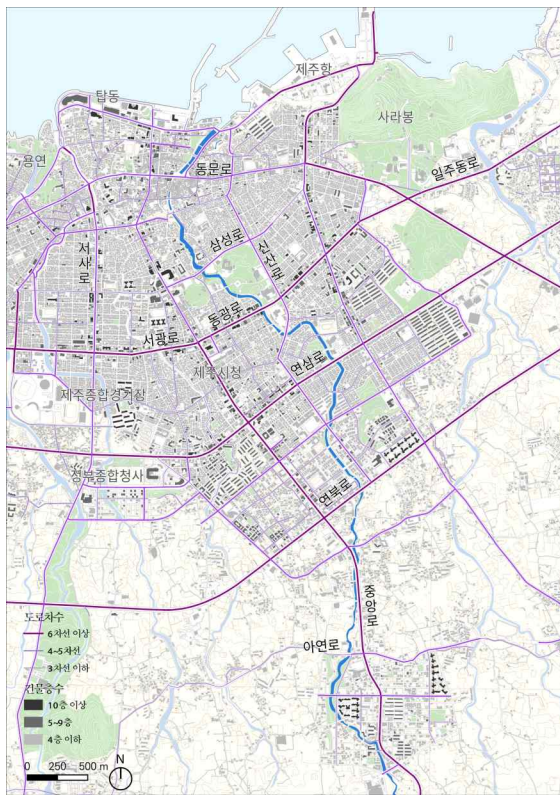 제주항
탑동
사라봉
용연
동문로
일주동로
삼성로
신산로
서사로
동광로
서광로
연삼로
제주시청
제주종합경기장
정부종합청사
연북로
중앙로
아연로
도로차수
6차선 이상
4~5차선
3차선 이하
건물층수
10층 이상
5~9층
4층 이하
0 250 500 m
N